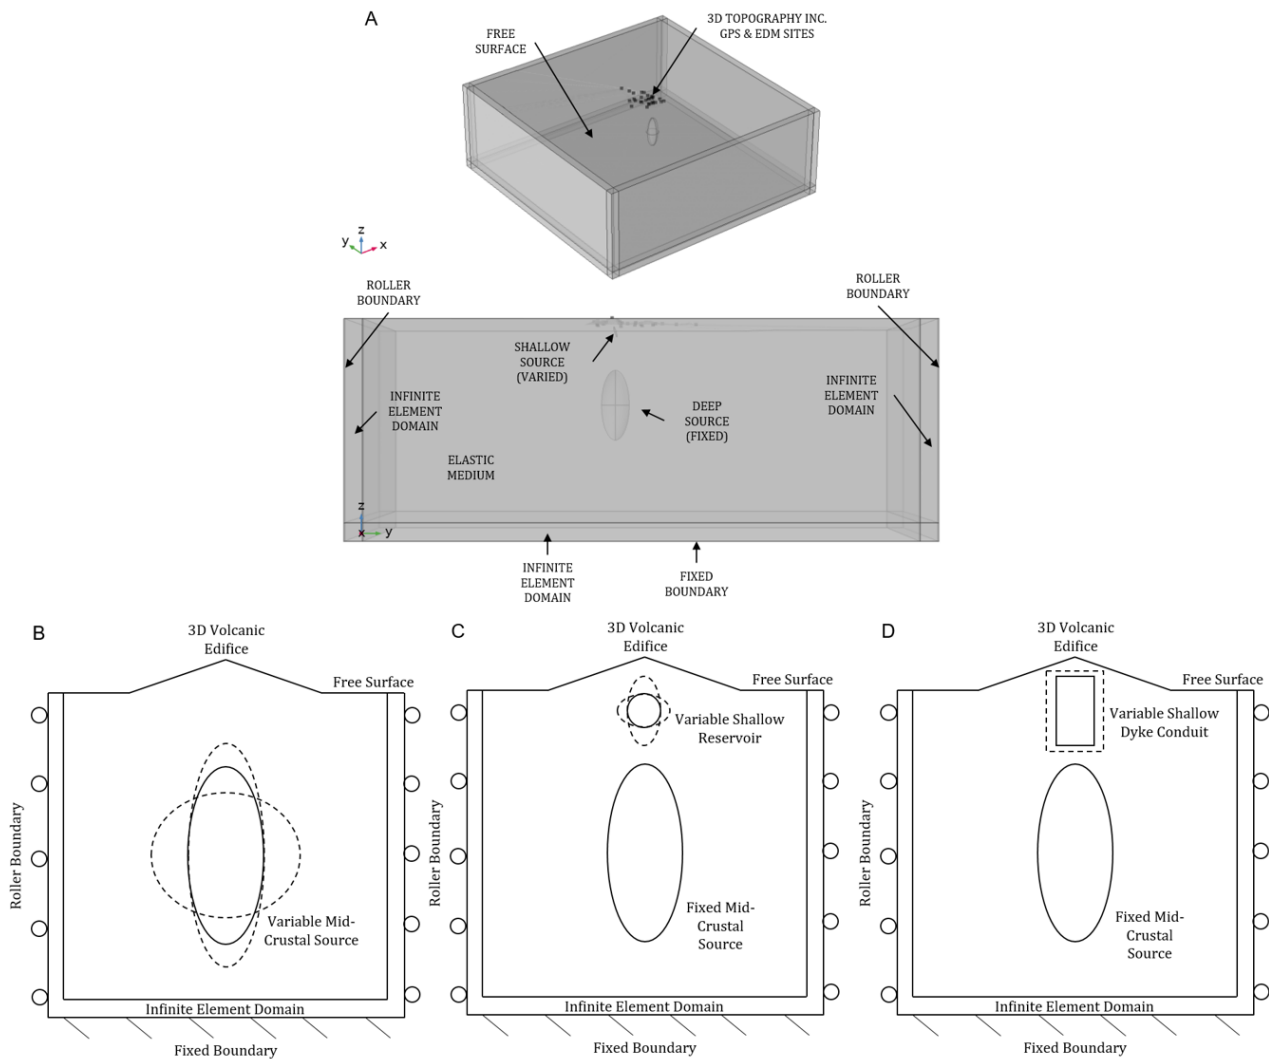 A
FREE
SURFACE
3D TOPOGRAPHY INC.
GPS & EDM SITES
z
y
x
ROLLER
BOUNDARY
ROLLER
BOUNDARY
SHALLOW
SOURCE
(VARIED)
INFINITE
ELEMENT
DOMAIN
DEEP
SOURCE
(FIXED)
INFINITE
ELEMENT
DOMAIN
ELASTIC
MEDIUM
z
x
y
INFINITE
ELEMENT
DOMAIN
FIXED
BOUNDARY
B
3D Volcanic
Edifice
Free Surface
Roller Boundary
Variable Mid-
Crustal Source
Infinite Element Domain
Fixed Boundary
C
3D Volcanic
Edifice
Free Surface
Variable Shallow
Reservoir
Roller Boundary
Fixed Mid-
Crustal
Source
Infinite Element Domain
Fixed Boundary
D
3D Volcanic
Edifice
Free Surface
Variable Shallow
Dyke Conduit
Roller Boundary
Fixed Mid-
Crustal
Source
Infinite Element Domain
Fixed Boundary